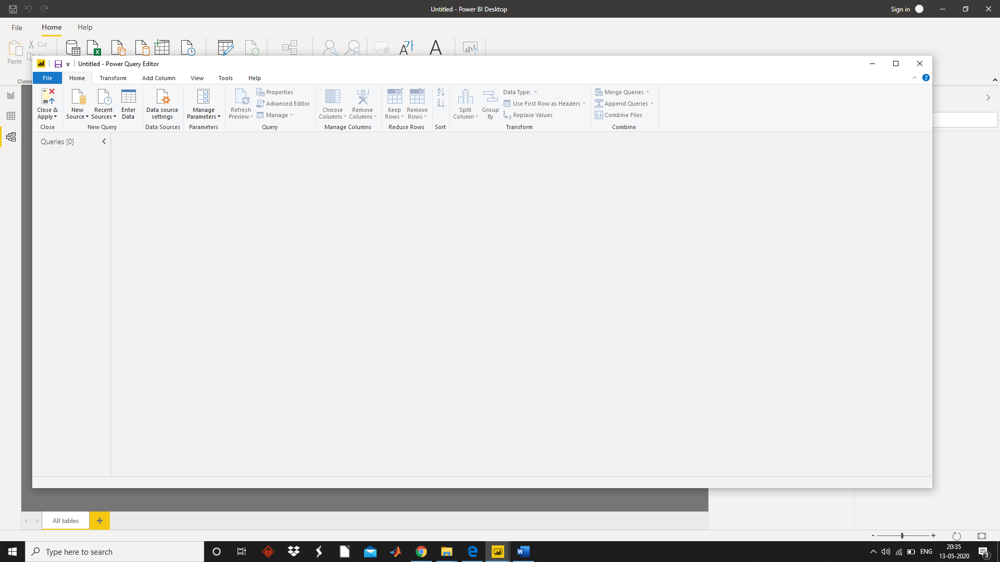 Untitled - Power BI Desktop
Sign in
File Home Help
Cut
Paste
Clipbo
Untitled - Power Query Editor
File Home Transform Add Column View Tools Help
Close & Apply
New Source
Recent Sources
Enter Data
Data source settings
Manage Parameters
Refresh Preview
Properties
Advanced Editor
Manage
Choose Columns
Remove Columns
Keep Rows
Remove Rows
Split Column
Group By
Data Type:
Use First Row as Headers
Replace Values
Merge Queries
Append Queries
Combine Files
Close New Query Data Sources Parameters Query Manage Columns Reduce Rows Sort Transform Combine
Queries [0]
All tables
Type here to search
ENG
20:35
13-05-2020
3